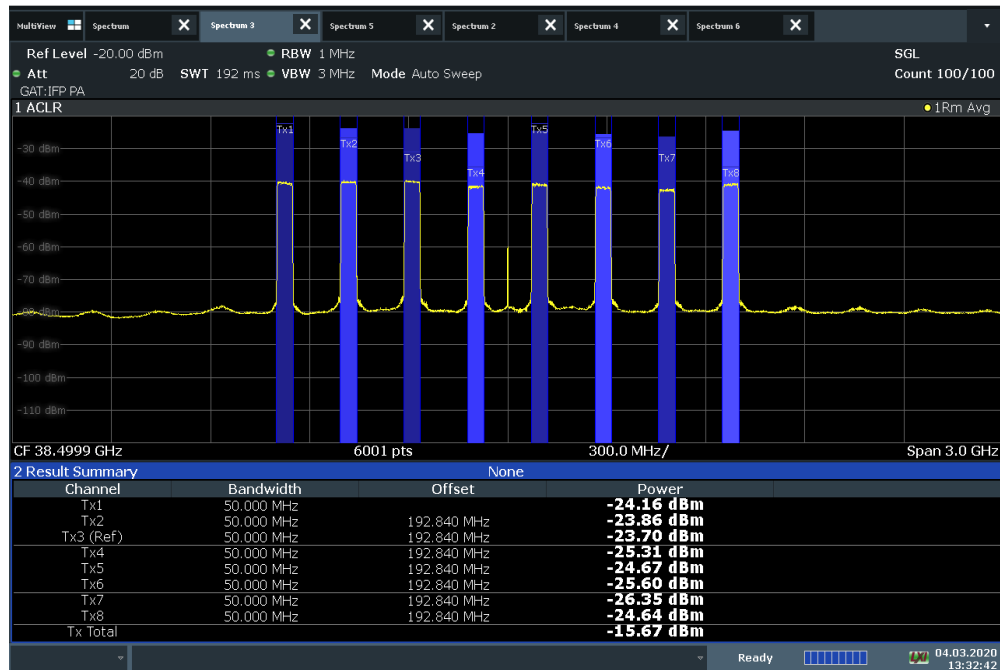 MultiView Spectrum X Spectrum 3 X Spectrum 5 X Spectrum 2 X Spectrum 4 X Spectrum 6 X
Ref Level -20.00 dBm RBW 1 MHz SGL
Att 20 dB SWT 192 ms VBW 3 MHz Mode Auto Sweep Count 100/100
GAT:IFP PA
1 ACLR 1Rm Avg
Tx1 Tx5
Tx2 Tx6
-30 dBm
Tx3 Tx7
Tx4 Tx8
-40 dBm
-50 dBm
-60 dBm
-70 dBm
-80 dBm
-90 dBm
-100 dBm
-110 dBm
CF 38.4999 GHz 6001 pts 300.0 MHz/ Span 3.0 GHz
2 Result Summary None
Channel Bandwidth Offset Power
Tx1 50.000 MHz -24.16 dBm
Tx2 50.000 MHz 192.840 MHz -23.86 dBm
Tx3 (Ref) 50.000 MHz 192.840 MHz -23.70 dBm
Tx4 50.000 MHz 192.840 MHz -25.31 dBm
Tx5 50.000 MHz 192.840 MHz -24.67 dBm
Tx6 50.000 MHz 192.840 MHz -25.60 dBm
Tx7 50.000 MHz 192.840 MHz -26.35 dBm
Tx8 50.000 MHz 192.840 MHz -24.64 dBm
Tx Total -15.67 dBm
Ready 04.03.2020
13:32:42